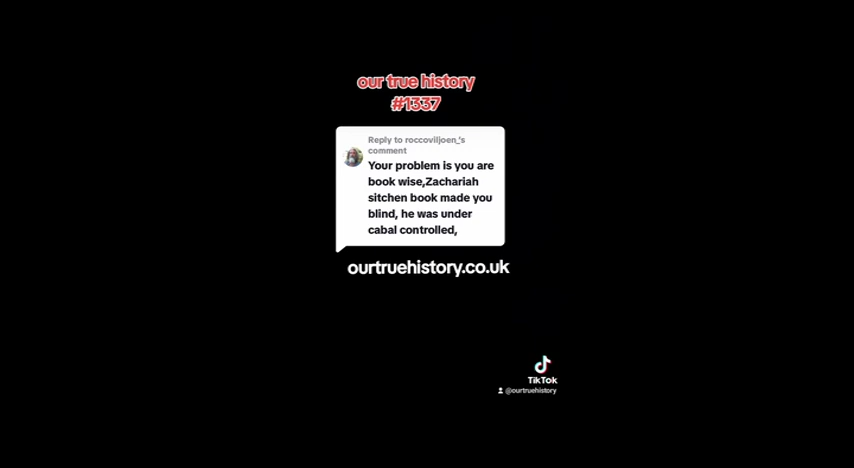 our true history
#1337
Reply to roccoviljoen_'s
comment
Your problem is you are
book wise,Zachariah
sitchen book made you
blind, he was under
cabal controlled,
ourtruehistory.co.uk
TikTok
@ourtruehistory